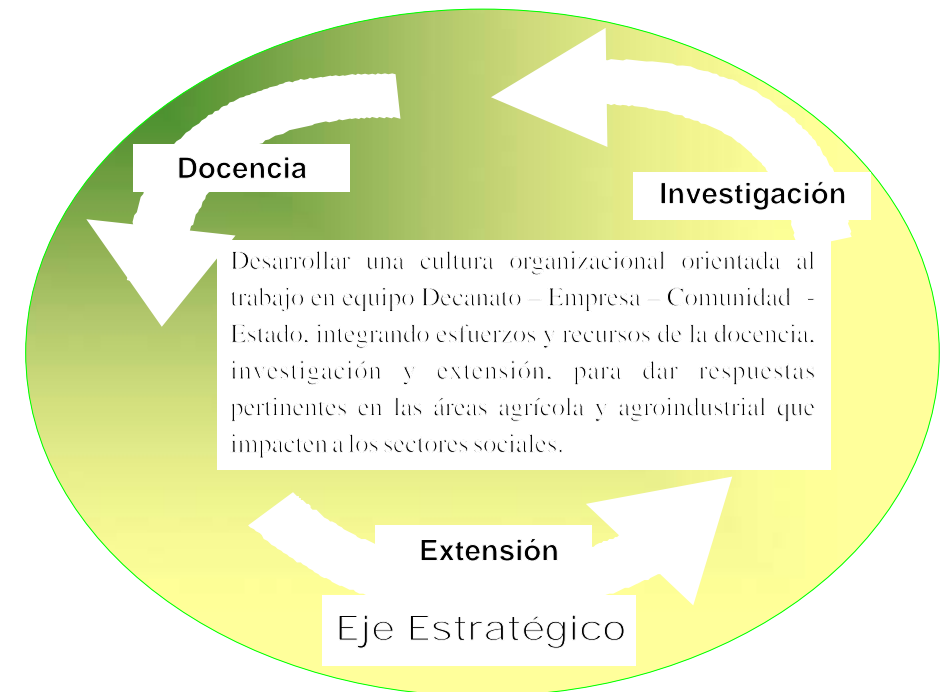 Docencia
Investigación
Desarrollar una cultura organizacional orientada al
trabajo en equipo Decanato – Empresa – Comunidad -
Estado, integrando esfuerzos y recursos de la docencia,
investigación y extensión, para dar respuestas
pertinentes en las áreas agrícola y agroindustrial que
impacten a los sectores sociales.
Extensión
Eje Estratégico